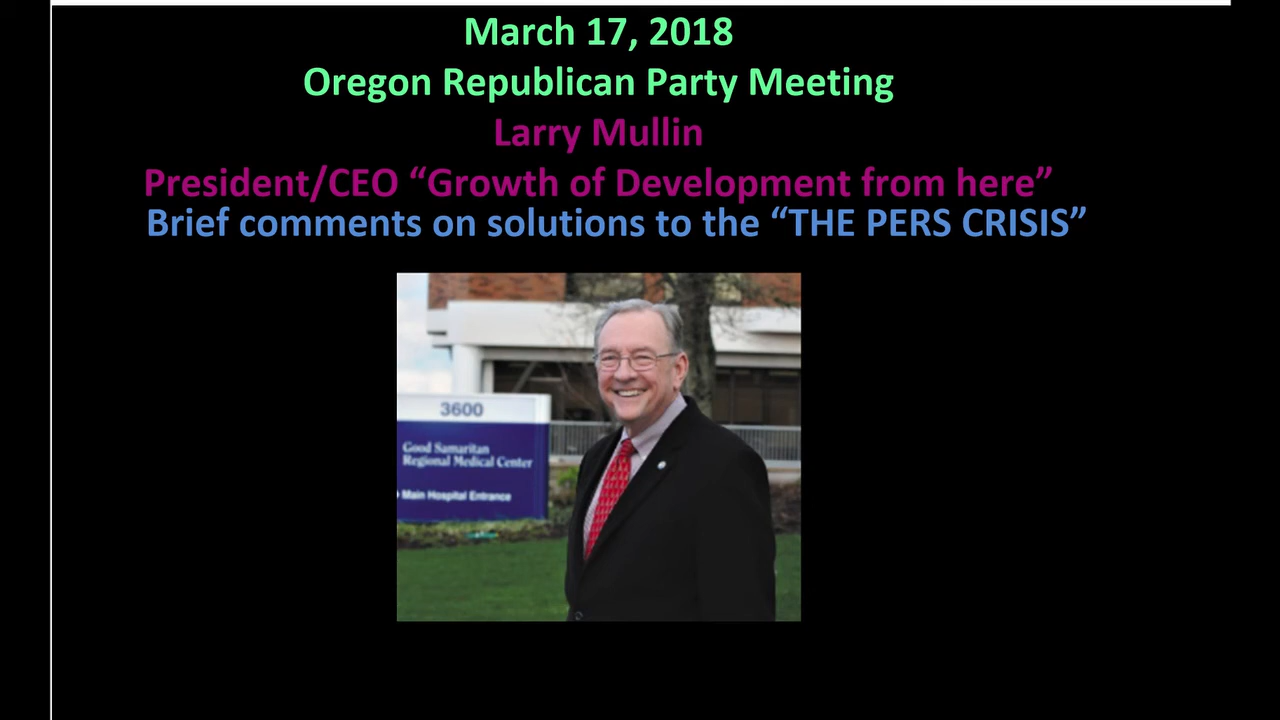 March 17, 2018
Oregon Republican Party Meeting
Larry Mullin
President/CEO “Growth of Development from here”
Brief comments on solutions to the “THE PERS CRISIS”
3600
Good Samaritan
Regional Medical Center
Main Hospital Entrance